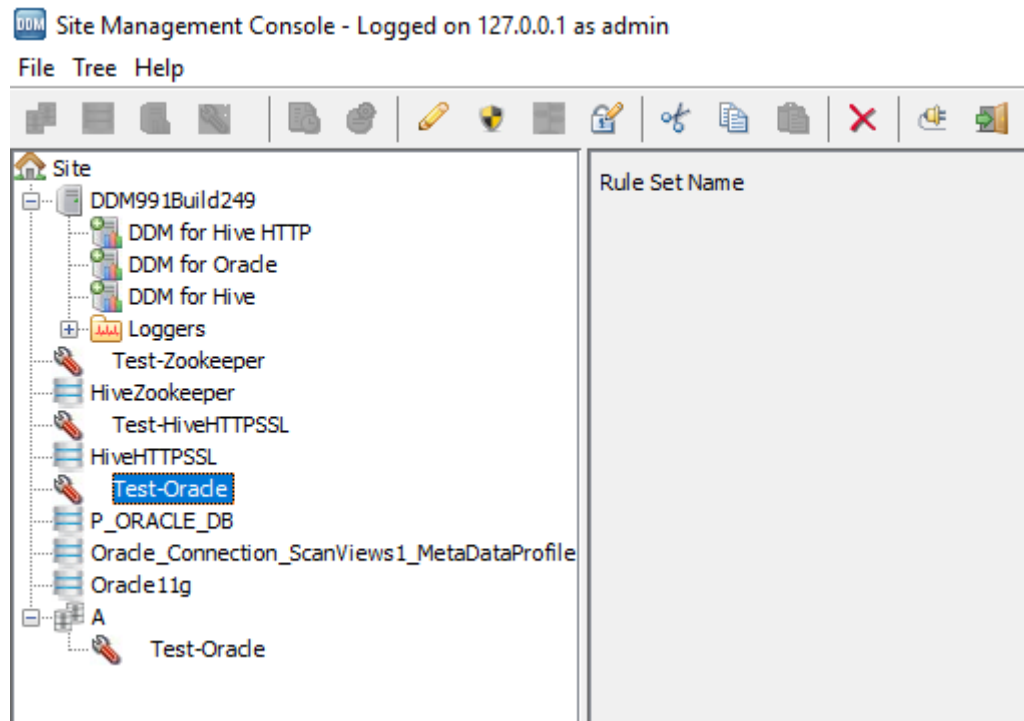 DDM Site Management Console - Logged on 127.0.0.1 as admin
File Tree Help
Site
Rule Set Name
DDM991Build249
DDM for Hive HTTP
DDM for Oracle
DDM for Hive
Loggers
Test-Zookeeper
HiveZookeeper
Test-HiveHTTPSSL
HiveHTTPSSL
Test-Oracle
P_ORACLE_DB
Oracle_Connection_ScanViews1_MetaDataProfile
Oracle11g
A
Test-Oracle